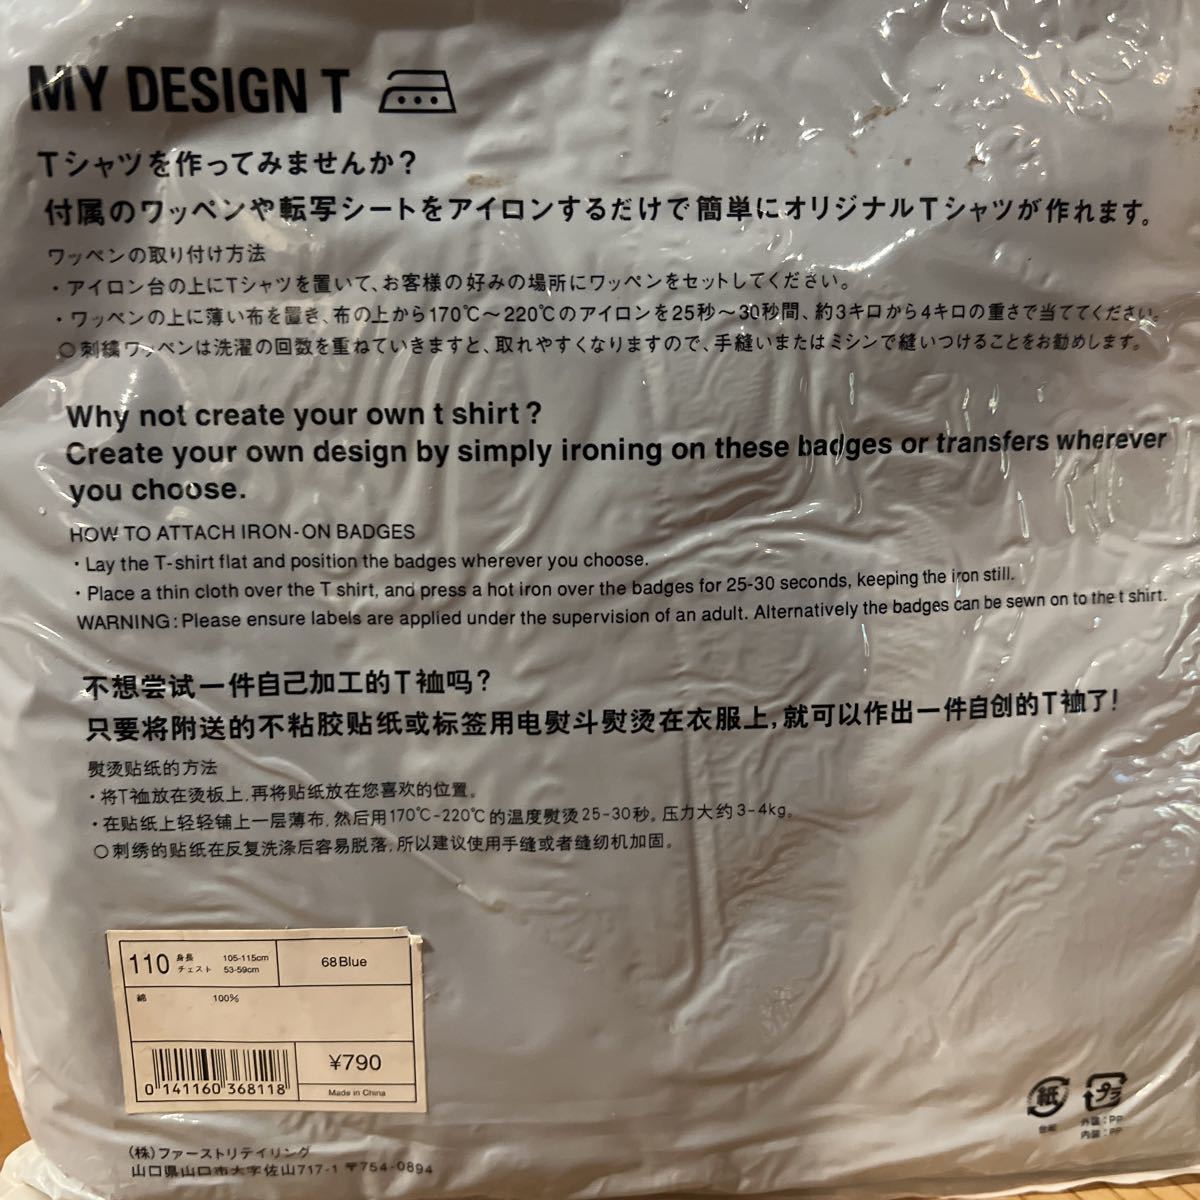 MY DESIGN T
Tシャツを作ってみませんか？
付属のワッペンや転写シートをアイロンするだけで簡単にオリジナルTシャツが作れます。
ワッペンの取り付け方法
・アイロン台の上にTシャツを置いて、お客様の好みの場所にワッペンをセットしてください。
・ワッペンの上に薄い布を置き、布の上から170℃～220℃のアイロンを25秒～30秒間、約3キロから4キロの重さで当ててください。
○刺繍ワッペンは洗濯の回数を重ねていきますと、取れやすくなりますので、手縫いまたはミシンで縫いつけることをお勧めします。
Why not create your own t shirt?
Create your own design by simply ironing on these badges or transfers wherever
you choose.
HOW TO ATTACH IRON-ON BADGES
・Lay the T-shirt flat and position the badges wherever you choose.
・Place a thin cloth over the T shirt, and press a hot iron over the badges for 25-30 seconds, keeping the iron still.
WARNING:Please ensure labels are applied under the supervision of an adult. Alternatively the badges can be sewn on to the t shirt.
不想尝试一件自己加工的T裇吗？
只要将附送的不粘胶贴纸或标签用电熨斗熨烫在衣服上,就可以作出一件自创的T裇了!
熨烫贴纸的方法
・将T裇放在烫板上,再将贴纸放在您喜欢的位置。
・在贴纸上轻轻铺上一层薄布,然后用170℃-220℃的温度熨烫25-30秒。压力大约3-4kg。
○刺绣的贴纸在反复洗涤后容易脱落,所以建议使用手缝或者缝纫机加固。
110 身長 105-115cm 68Blue
チェスト 53-59cm
綿 100%
¥790
0 141160 368118
Made in China
紙 プラ
台紙 外装:PP
内装:PP
(株)ファーストリテイリング
山口県山口市大字佐山717-1 〒754-0894